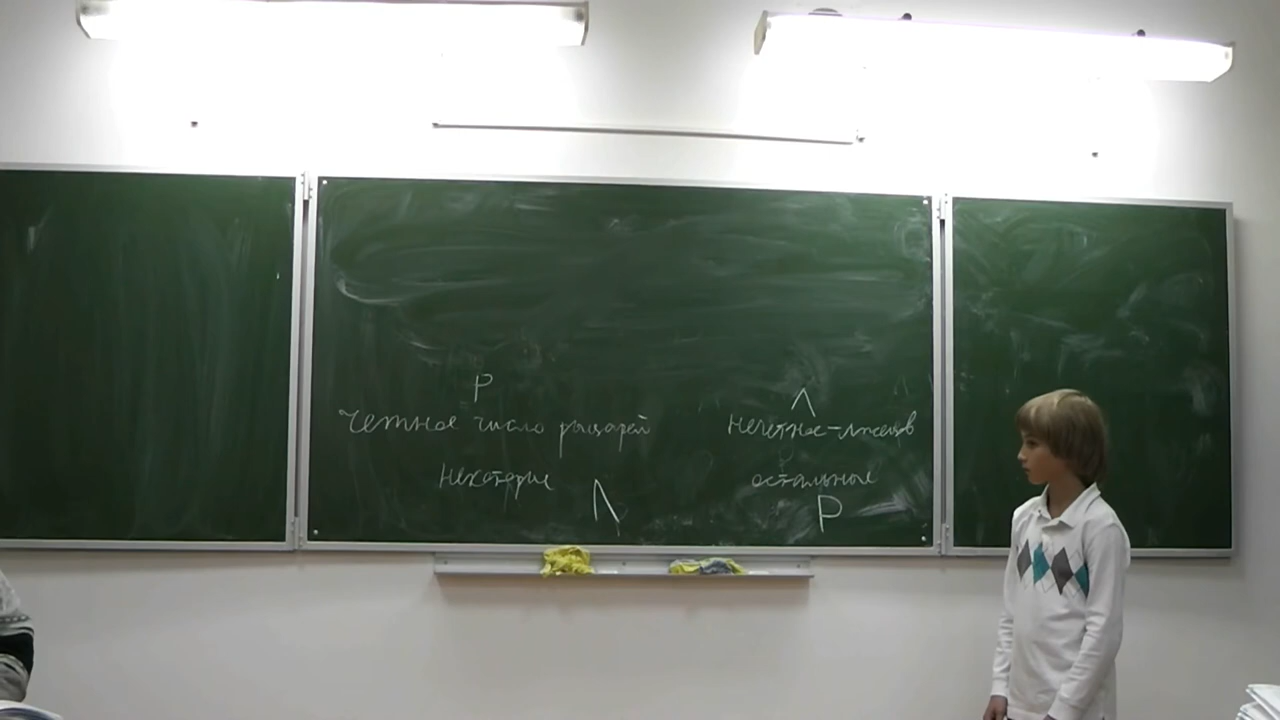 Р Л
Четное число рыцарей нечетное-лжецов
некоторые остальные
Л Р